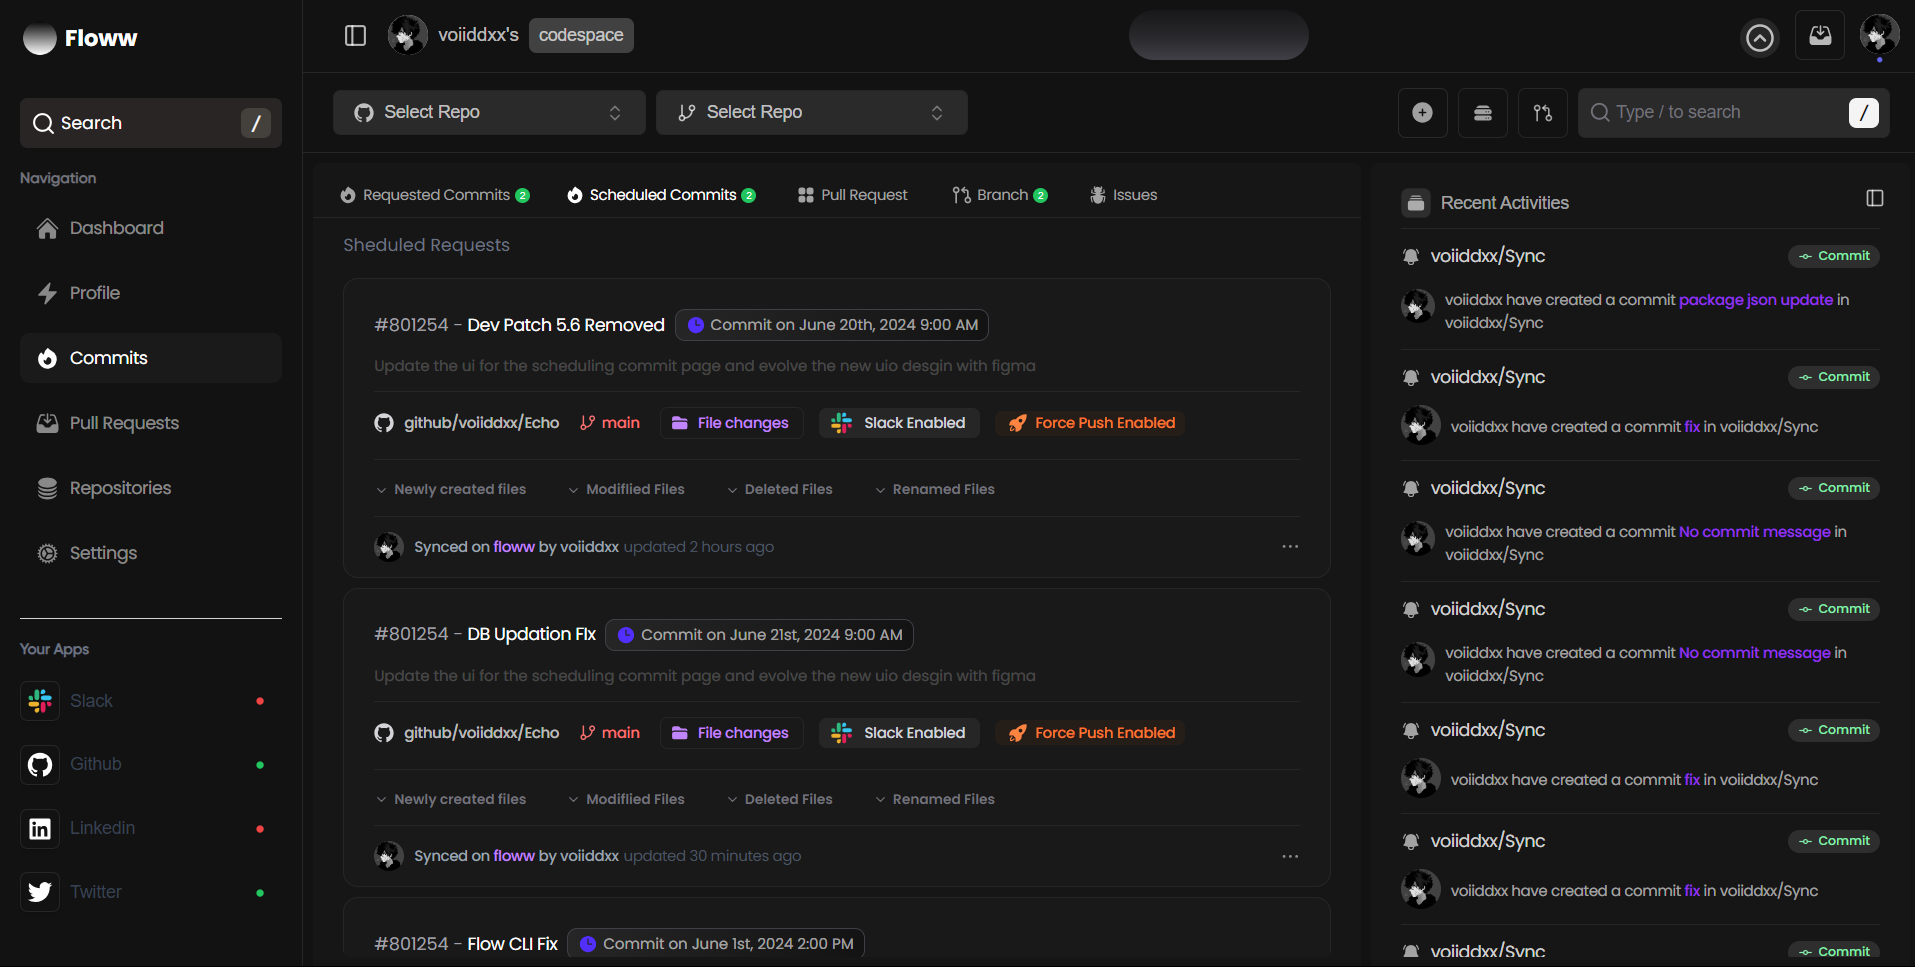 Floww
Search /
Navigation
Dashboard
Profile
Commits
Pull Requests
Repositories
Settings
Your Apps
Slack
Github
Linkedin
Twitter
voiiddxx's codespace
Select Repo
Select Repo
Type / to search /
Requested Commits 2
Scheduled Commits 2
Pull Request
Branch 2
Issues
Sheduled Requests
#801254 - Dev Patch 5.6 Removed Commit on June 20th, 2024 9:00 AM
Update the ui for the scheduling commit page and evolve the new uio desgin with figma
github/voiiddxx/Echo main File changes Slack Enabled Force Push Enabled
Newly created files Modiflied Files Deleted Files Renamed Files
Synced on floww by voiiddxx updated 2 hours ago
#801254 - DB Updation FIx Commit on June 21st, 2024 9:00 AM
Update the ui for the scheduling commit page and evolve the new uio desgin with figma
github/voiiddxx/Echo main File changes Slack Enabled Force Push Enabled
Newly created files Modiflied Files Deleted Files Renamed Files
Synced on floww by voiiddxx updated 30 minutes ago
#801254 - Flow CLI Fix Commit on June 1st, 2024 2:00 PM
Recent Activities
voiiddxx/Sync Commit
voiiddxx have created a commit package json update in
voiiddxx/Sync
voiiddxx/Sync Commit
voiiddxx have created a commit fix in voiiddxx/Sync
voiiddxx/Sync Commit
voiiddxx have created a commit No commit message in
voiiddxx/Sync
voiiddxx/Sync Commit
voiiddxx have created a commit No commit message in
voiiddxx/Sync
voiiddxx/Sync Commit
voiiddxx have created a commit fix in voiiddxx/Sync
voiiddxx/Sync Commit
voiiddxx have created a commit fix in voiiddxx/Sync
voiiddxx/Sync Commit